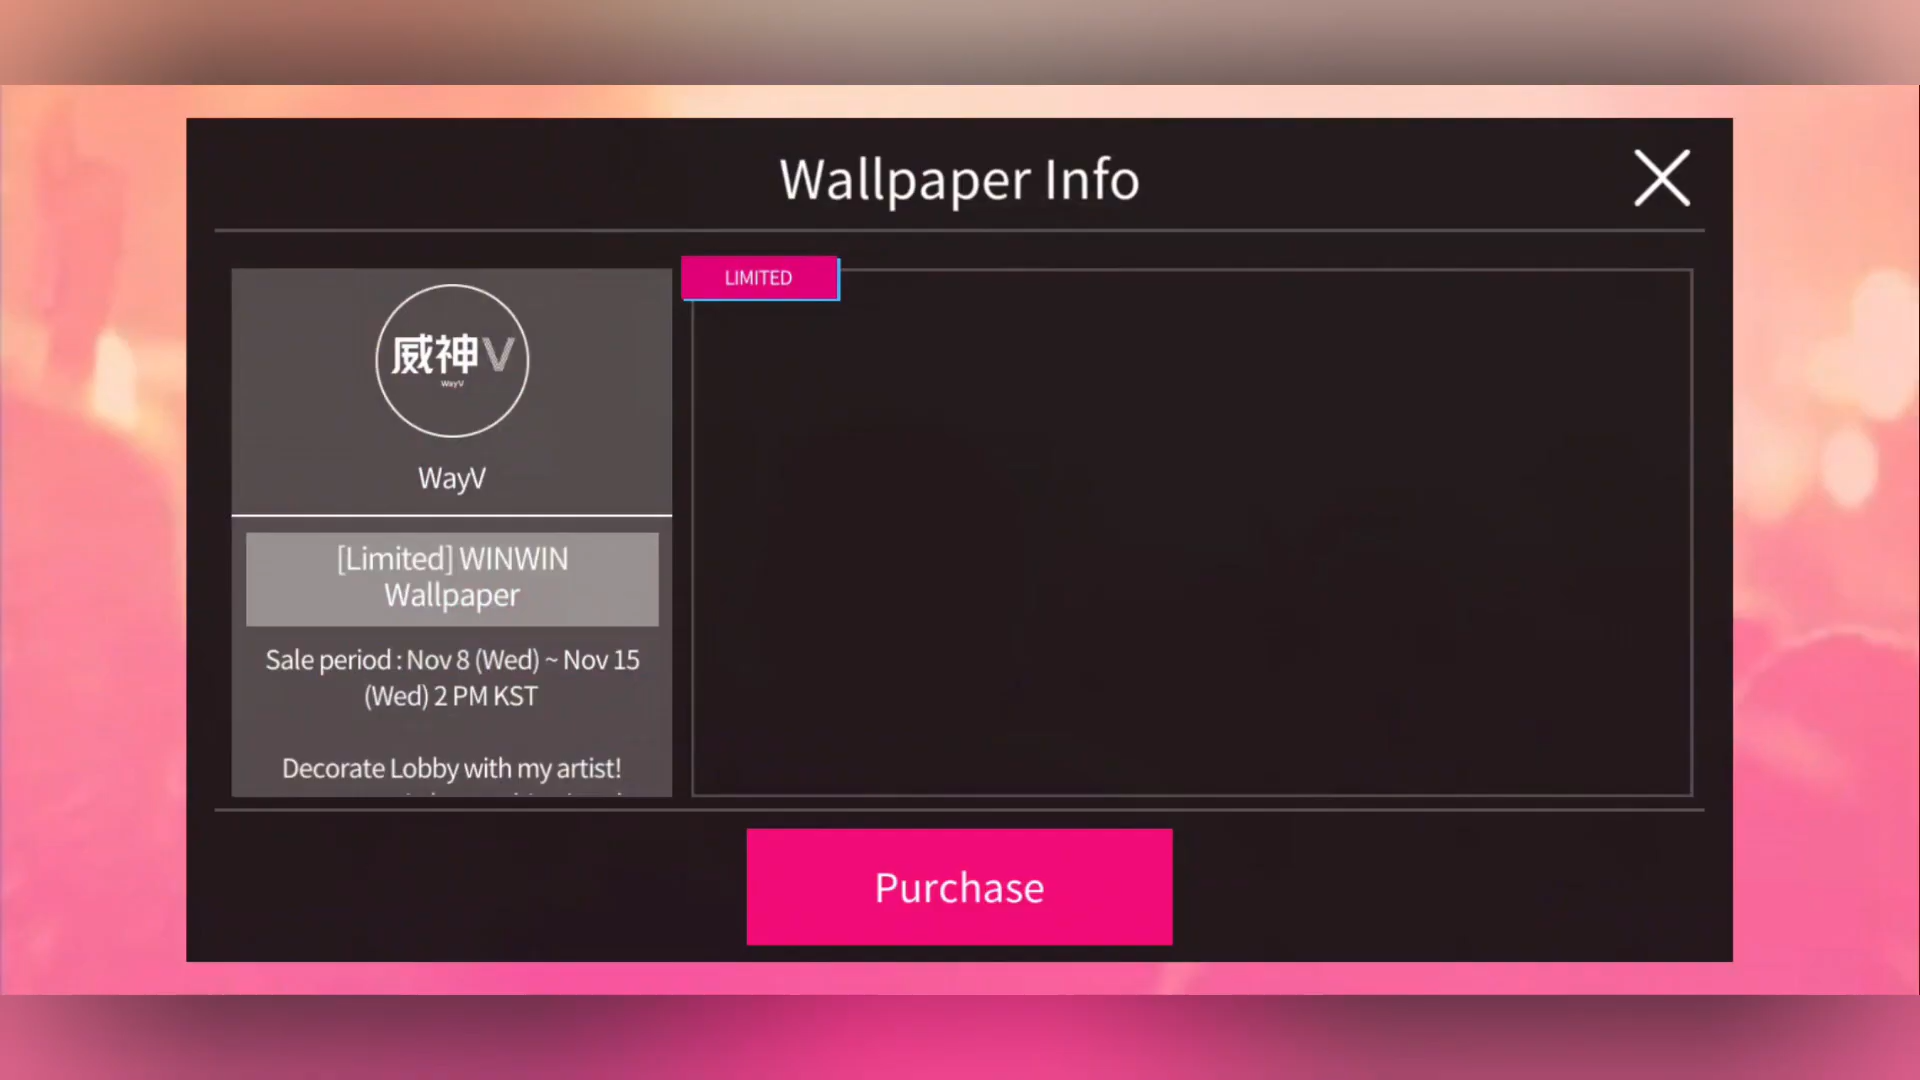 Wallpaper Info
LIMITED
威神V
WayV
WayV
[Limited] WINWIN
Wallpaper
Sale period : Nov 8 (Wed) ~ Nov 15
(Wed) 2 PM KST
Decorate Lobby with my artist!
Purchase